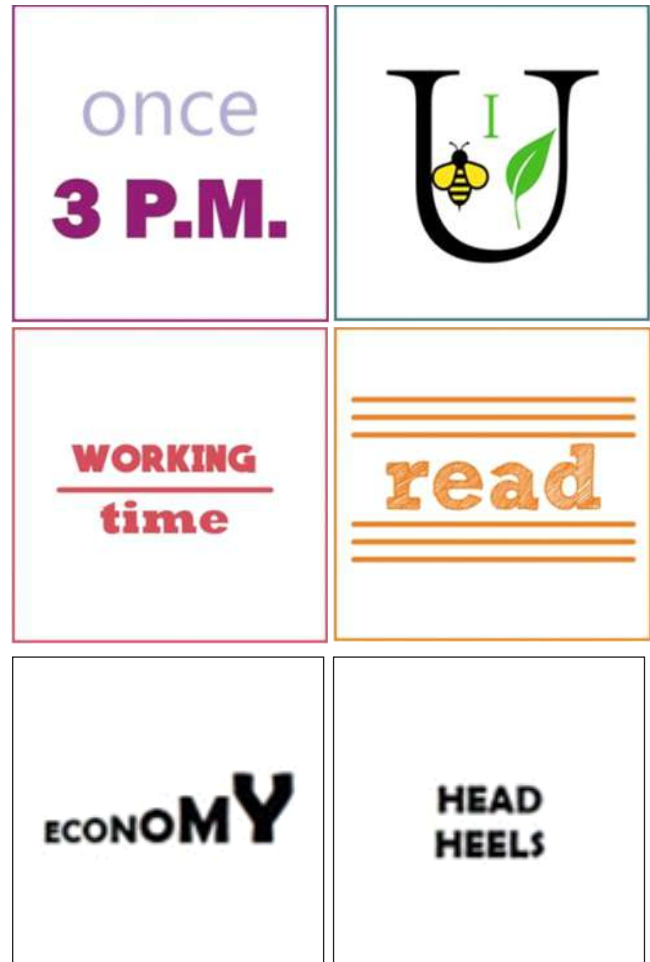 once
3 P.M.
U
I
WORKING
time
read
ECONOMY
HEAD
HEELS